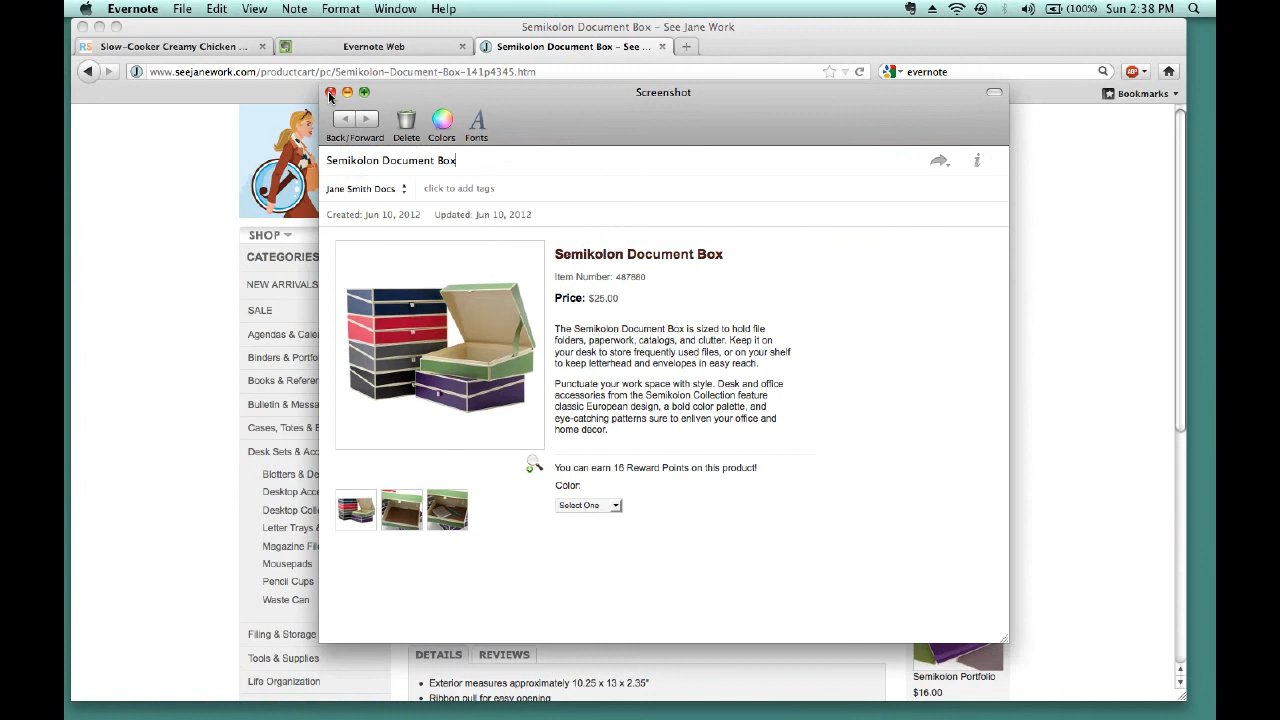 Evernote File Edit View Note Format Window Help (100%) Sun 2:38 PM
Semikolon Document Box – See Jane Work
RS Slow-Cooker Creamy Chicken ... Evernote Web Semikolon Document Box – See ...
www.seejanework.com/productcart/pc/Semikolon-Document-Box-141p4345.htm evernote ABP
Bookmarks
Screenshot
Back/Forward Delete Colors Fonts
Semikolon Document Box
Jane Smith Docs click to add tags
Created: Jun 10, 2012 Updated: Jun 10, 2012
SHOP
CATEGORIES
NEW ARRIVALS
SALE
Agendas & Caler
Binders & Portfo
Books & Referer
Bulletin & Messa
Cases, Totes & B
Desk Sets & Acc
Blotters & De
Desktop Acce
Desktop Colle
Letter Trays &
Magazine File
Mousepads
Pencil Cups
Waste Can
Filing & Storage
Tools & Supplies
Life Organization
Semikolon Document Box
Item Number: 487880
Price: $25.00
The Semikolon Document Box is sized to hold file
folders, paperwork, catalogs, and clutter. Keep it on
your desk to store frequently used files, or on your shelf
to keep letterhead and envelopes in easy reach.
Punctuate your work space with style. Desk and office
accessories from the Semikolon Collection feature
classic European design, a bold color palette, and
eye-catching patterns sure to enliven your office and
home decor.
You can earn 16 Reward Points on this product!
Color:
Select One
DETAILS REVIEWS
• Exterior measures approximately 10.25 x 13 x 2.35"
• Ribbon pull for easy opening
Semikolon Portfolio
$16.00